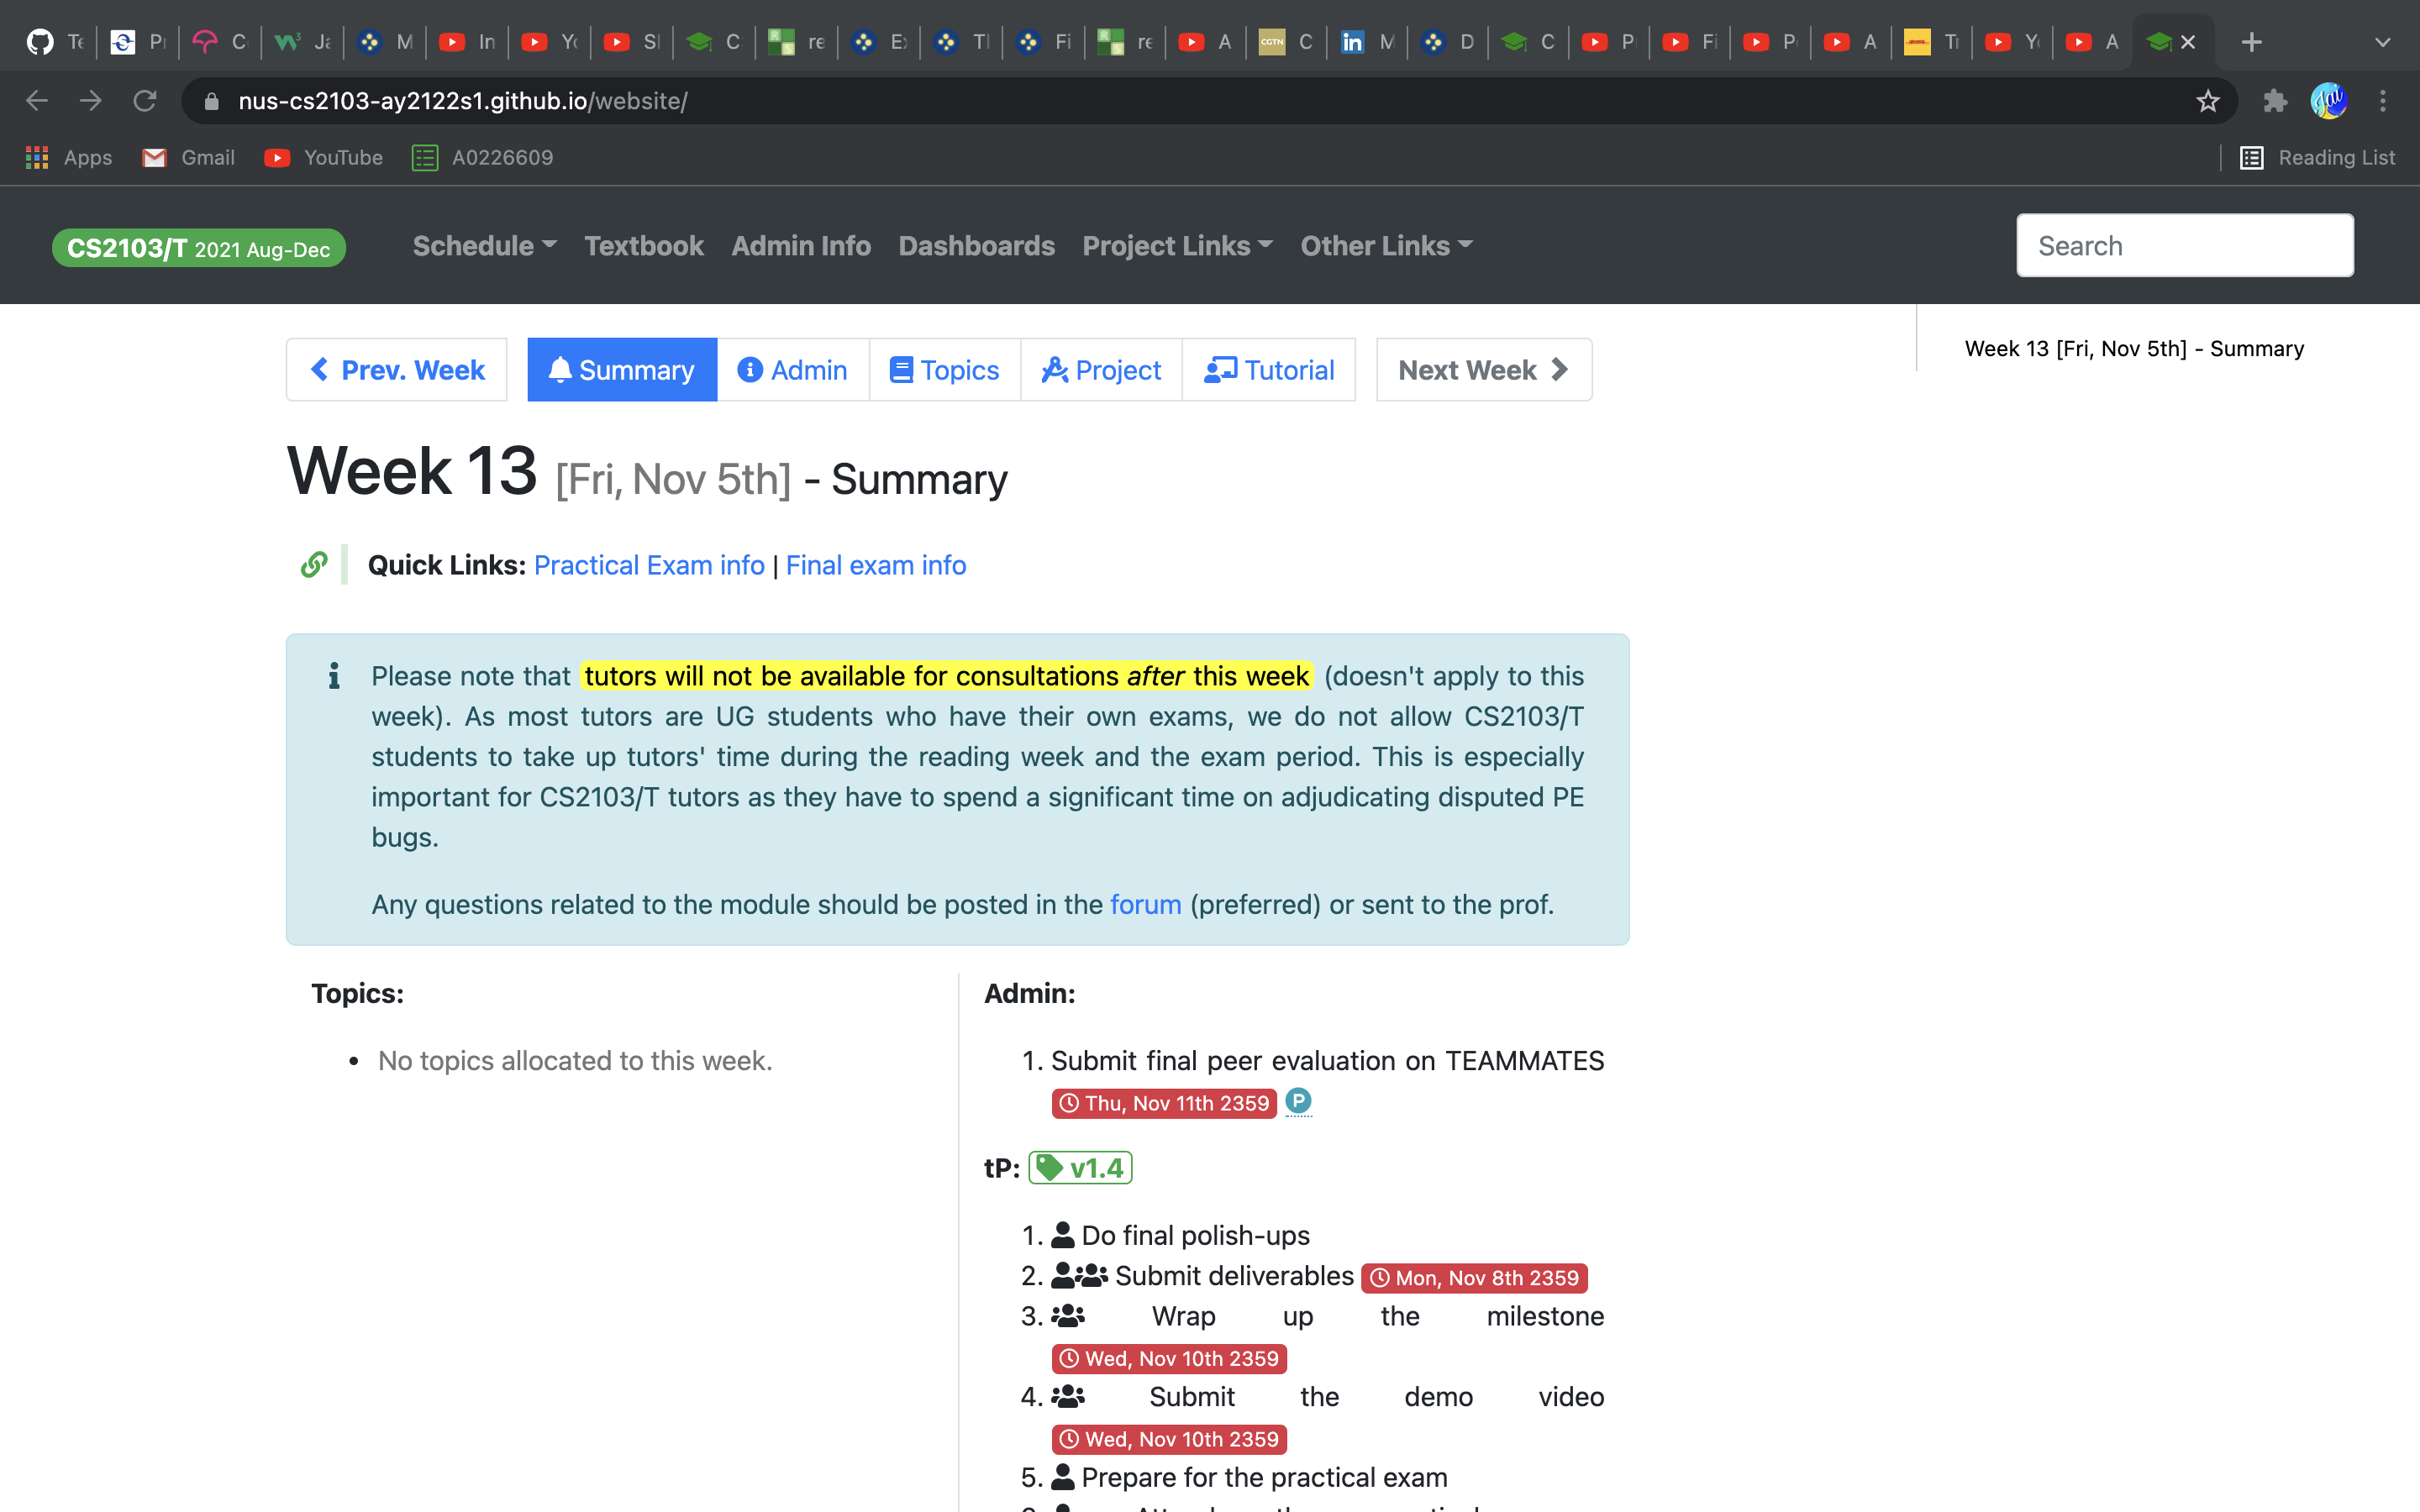 Te P C Ja M In Yo Sl C re Ex Tl Fi re A CGTN C in M D C P Fi P A Tr Y A
nus-cs2103-ay2122s1.github.io/website/
Apps Gmail YouTube A0226609 Reading List
CS2103/T 2021 Aug-Dec Schedule Textbook Admin Info Dashboards Project Links Other Links Search
Prev. Week Summary Admin Topics Project Tutorial Next Week
Week 13 [Fri, Nov 5th] - Summary
Week 13 [Fri, Nov 5th] - Summary
Quick Links: Practical Exam info | Final exam info
Please note that tutors will not be available for consultations after this week (doesn't apply to this
week). As most tutors are UG students who have their own exams, we do not allow CS2103/T
students to take up tutors' time during the reading week and the exam period. This is especially
important for CS2103/T tutors as they have to spend a significant time on adjudicating disputed PE
bugs.
Any questions related to the module should be posted in the forum (preferred) or sent to the prof.
Topics:
• No topics allocated to this week.
Admin:
1. Submit final peer evaluation on TEAMMATES
Thu, Nov 11th 2359 P
tP: v1.4
1. Do final polish-ups
2. Submit deliverables Mon, Nov 8th 2359
3. Wrap up the milestone
Wed, Nov 10th 2359
4. Submit the demo video
Wed, Nov 10th 2359
5. Prepare for the practical exam